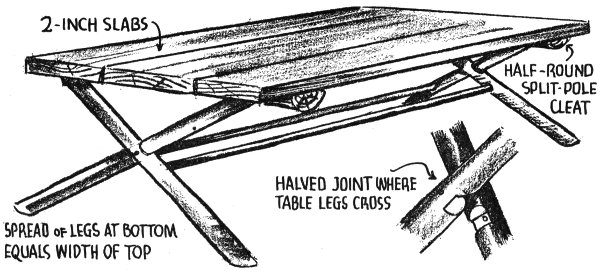 2-INCH SLABS
HALF-ROUND
SPLIT-POLE
CLEAT
HALVED JOINT WHERE
TABLE LEGS CROSS
SPREAD OF LEGS AT BOTTOM
EQUALS WIDTH OF TOP